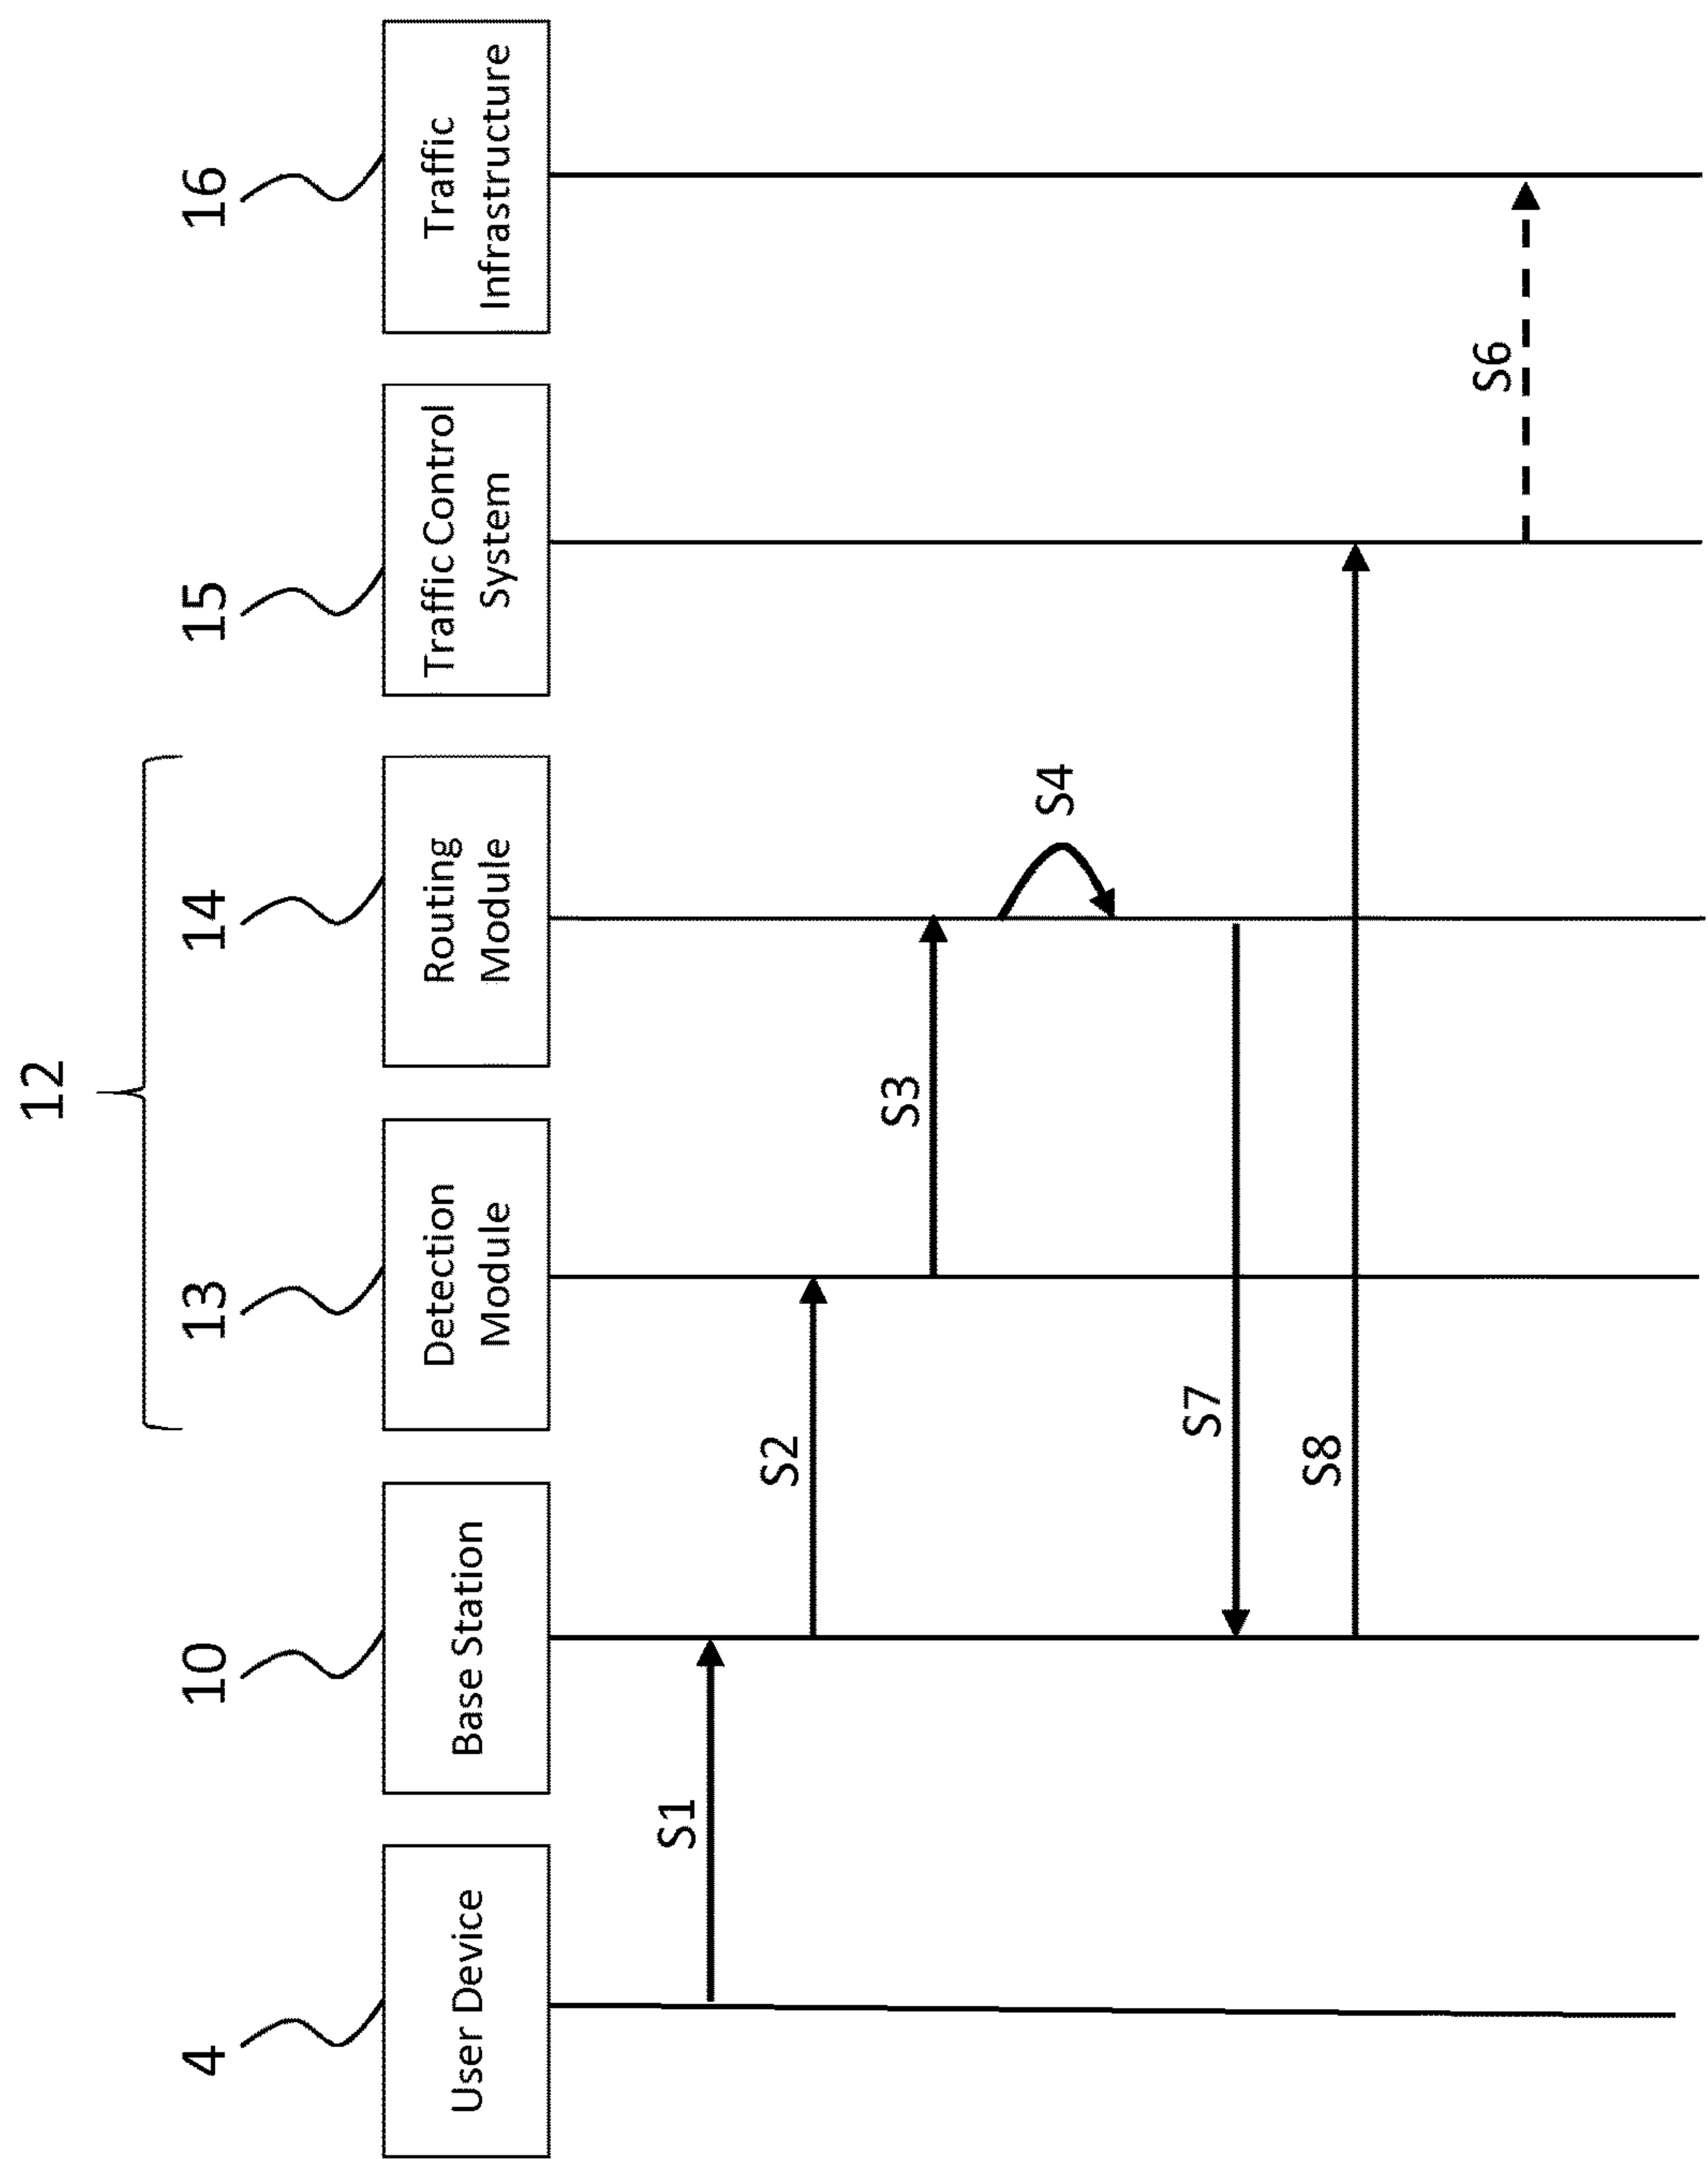 12
4
10
13
14
15
16
User Device
Base Station
Detection
Module
Routing
Module
Traffic Control
System
Traffic
Infrastructure
S1
S2
S3
S4
S7
S8
S6